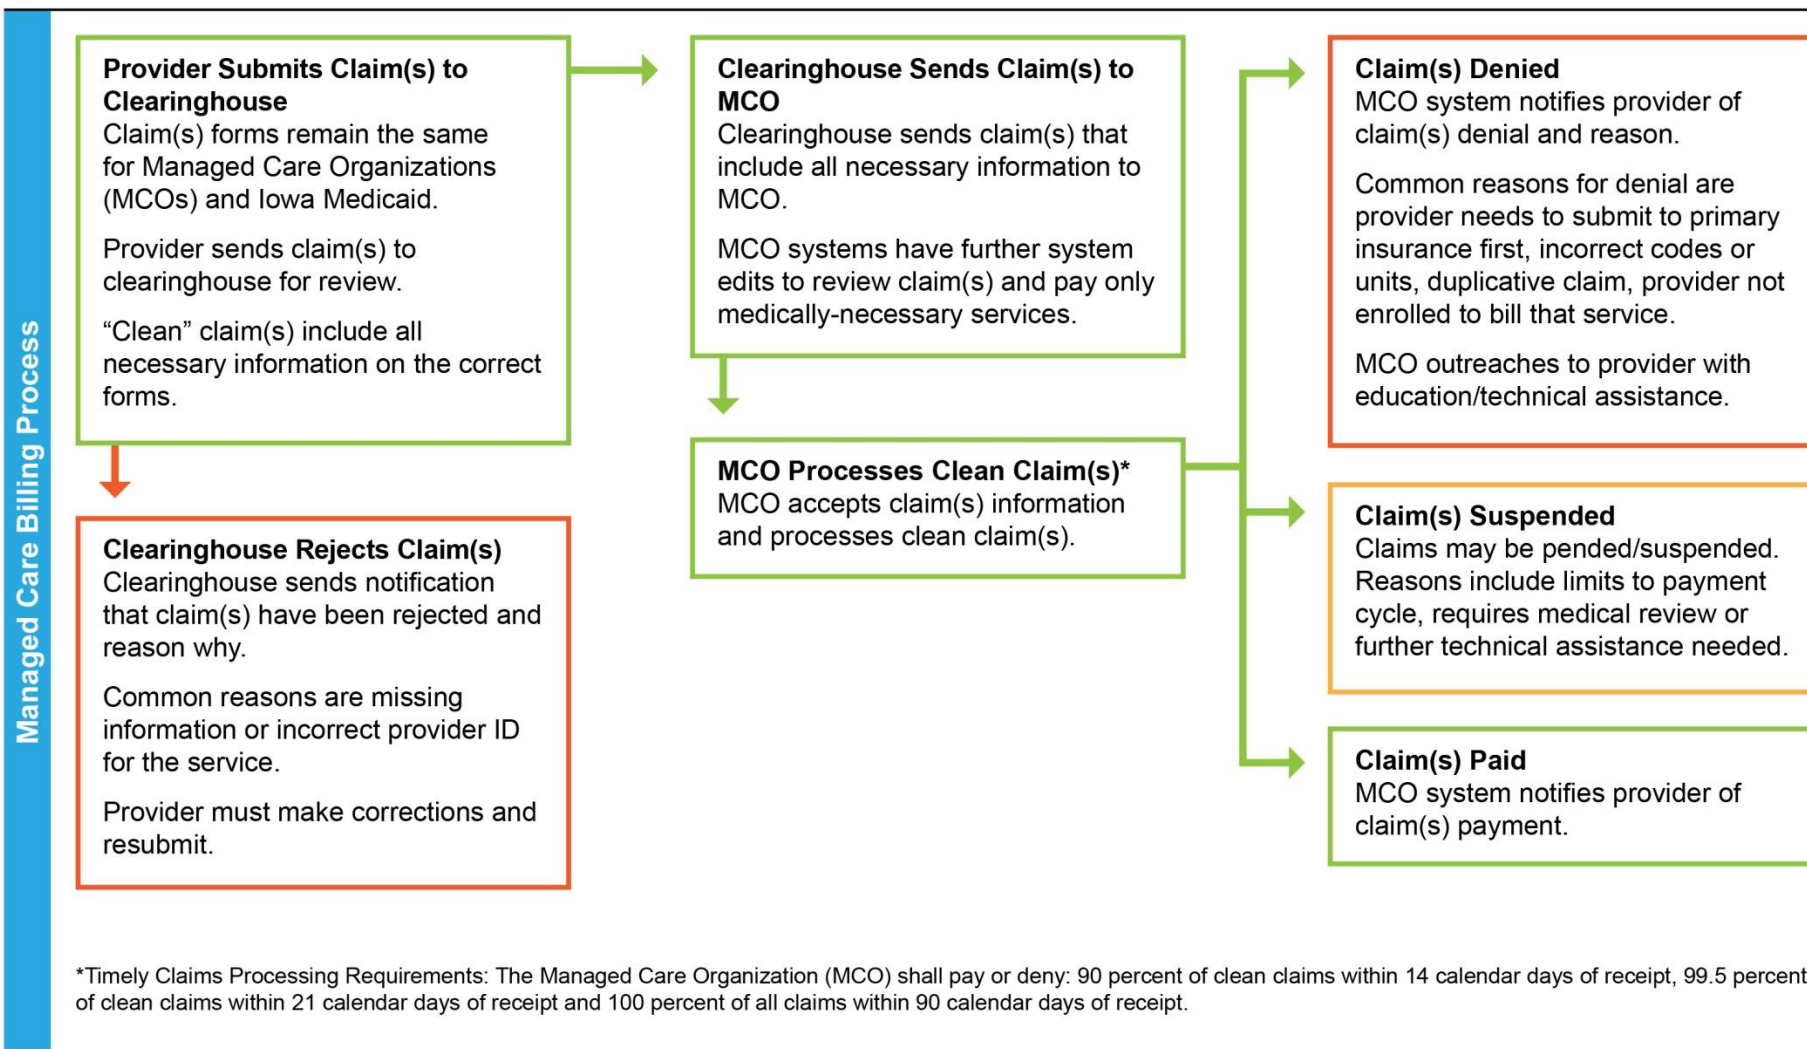 Managed Care Billing Process
Provider Submits Claim(s) to
Clearinghouse
Claim(s) forms remain the same
for Managed Care Organizations
(MCOs) and Iowa Medicaid.
Provider sends claim(s) to
clearinghouse for review.
“Clean” claim(s) include all
necessary information on the correct
forms.
Clearinghouse Rejects Claim(s)
Clearinghouse sends notification
that claim(s) have been rejected and
reason why.
Common reasons are missing
information or incorrect provider ID
for the service.
Provider must make corrections and
resubmit.
Clearinghouse Sends Claim(s) to
MCO
Clearinghouse sends claim(s) that
include all necessary information to
MCO.
MCO systems have further system
edits to review claim(s) and pay only
medically-necessary services.
MCO Processes Clean Claim(s)*
MCO accepts claim(s) information
and processes clean claim(s).
Claim(s) Denied
MCO system notifies provider of
claim(s) denial and reason.
Common reasons for denial are
provider needs to submit to primary
insurance first, incorrect codes or
units, duplicative claim, provider not
enrolled to bill that service.
MCO outreaches to provider with
education/technical assistance.
Claim(s) Suspended
Claims may be pended/suspended.
Reasons include limits to payment
cycle, requires medical review or
further technical assistance needed.
Claim(s) Paid
MCO system notifies provider of
claim(s) payment.
*Timely Claims Processing Requirements: The Managed Care Organization (MCO) shall pay or deny: 90 percent of clean claims within 14 calendar days of receipt, 99.5 percent
of clean claims within 21 calendar days of receipt and 100 percent of all claims within 90 calendar days of receipt.